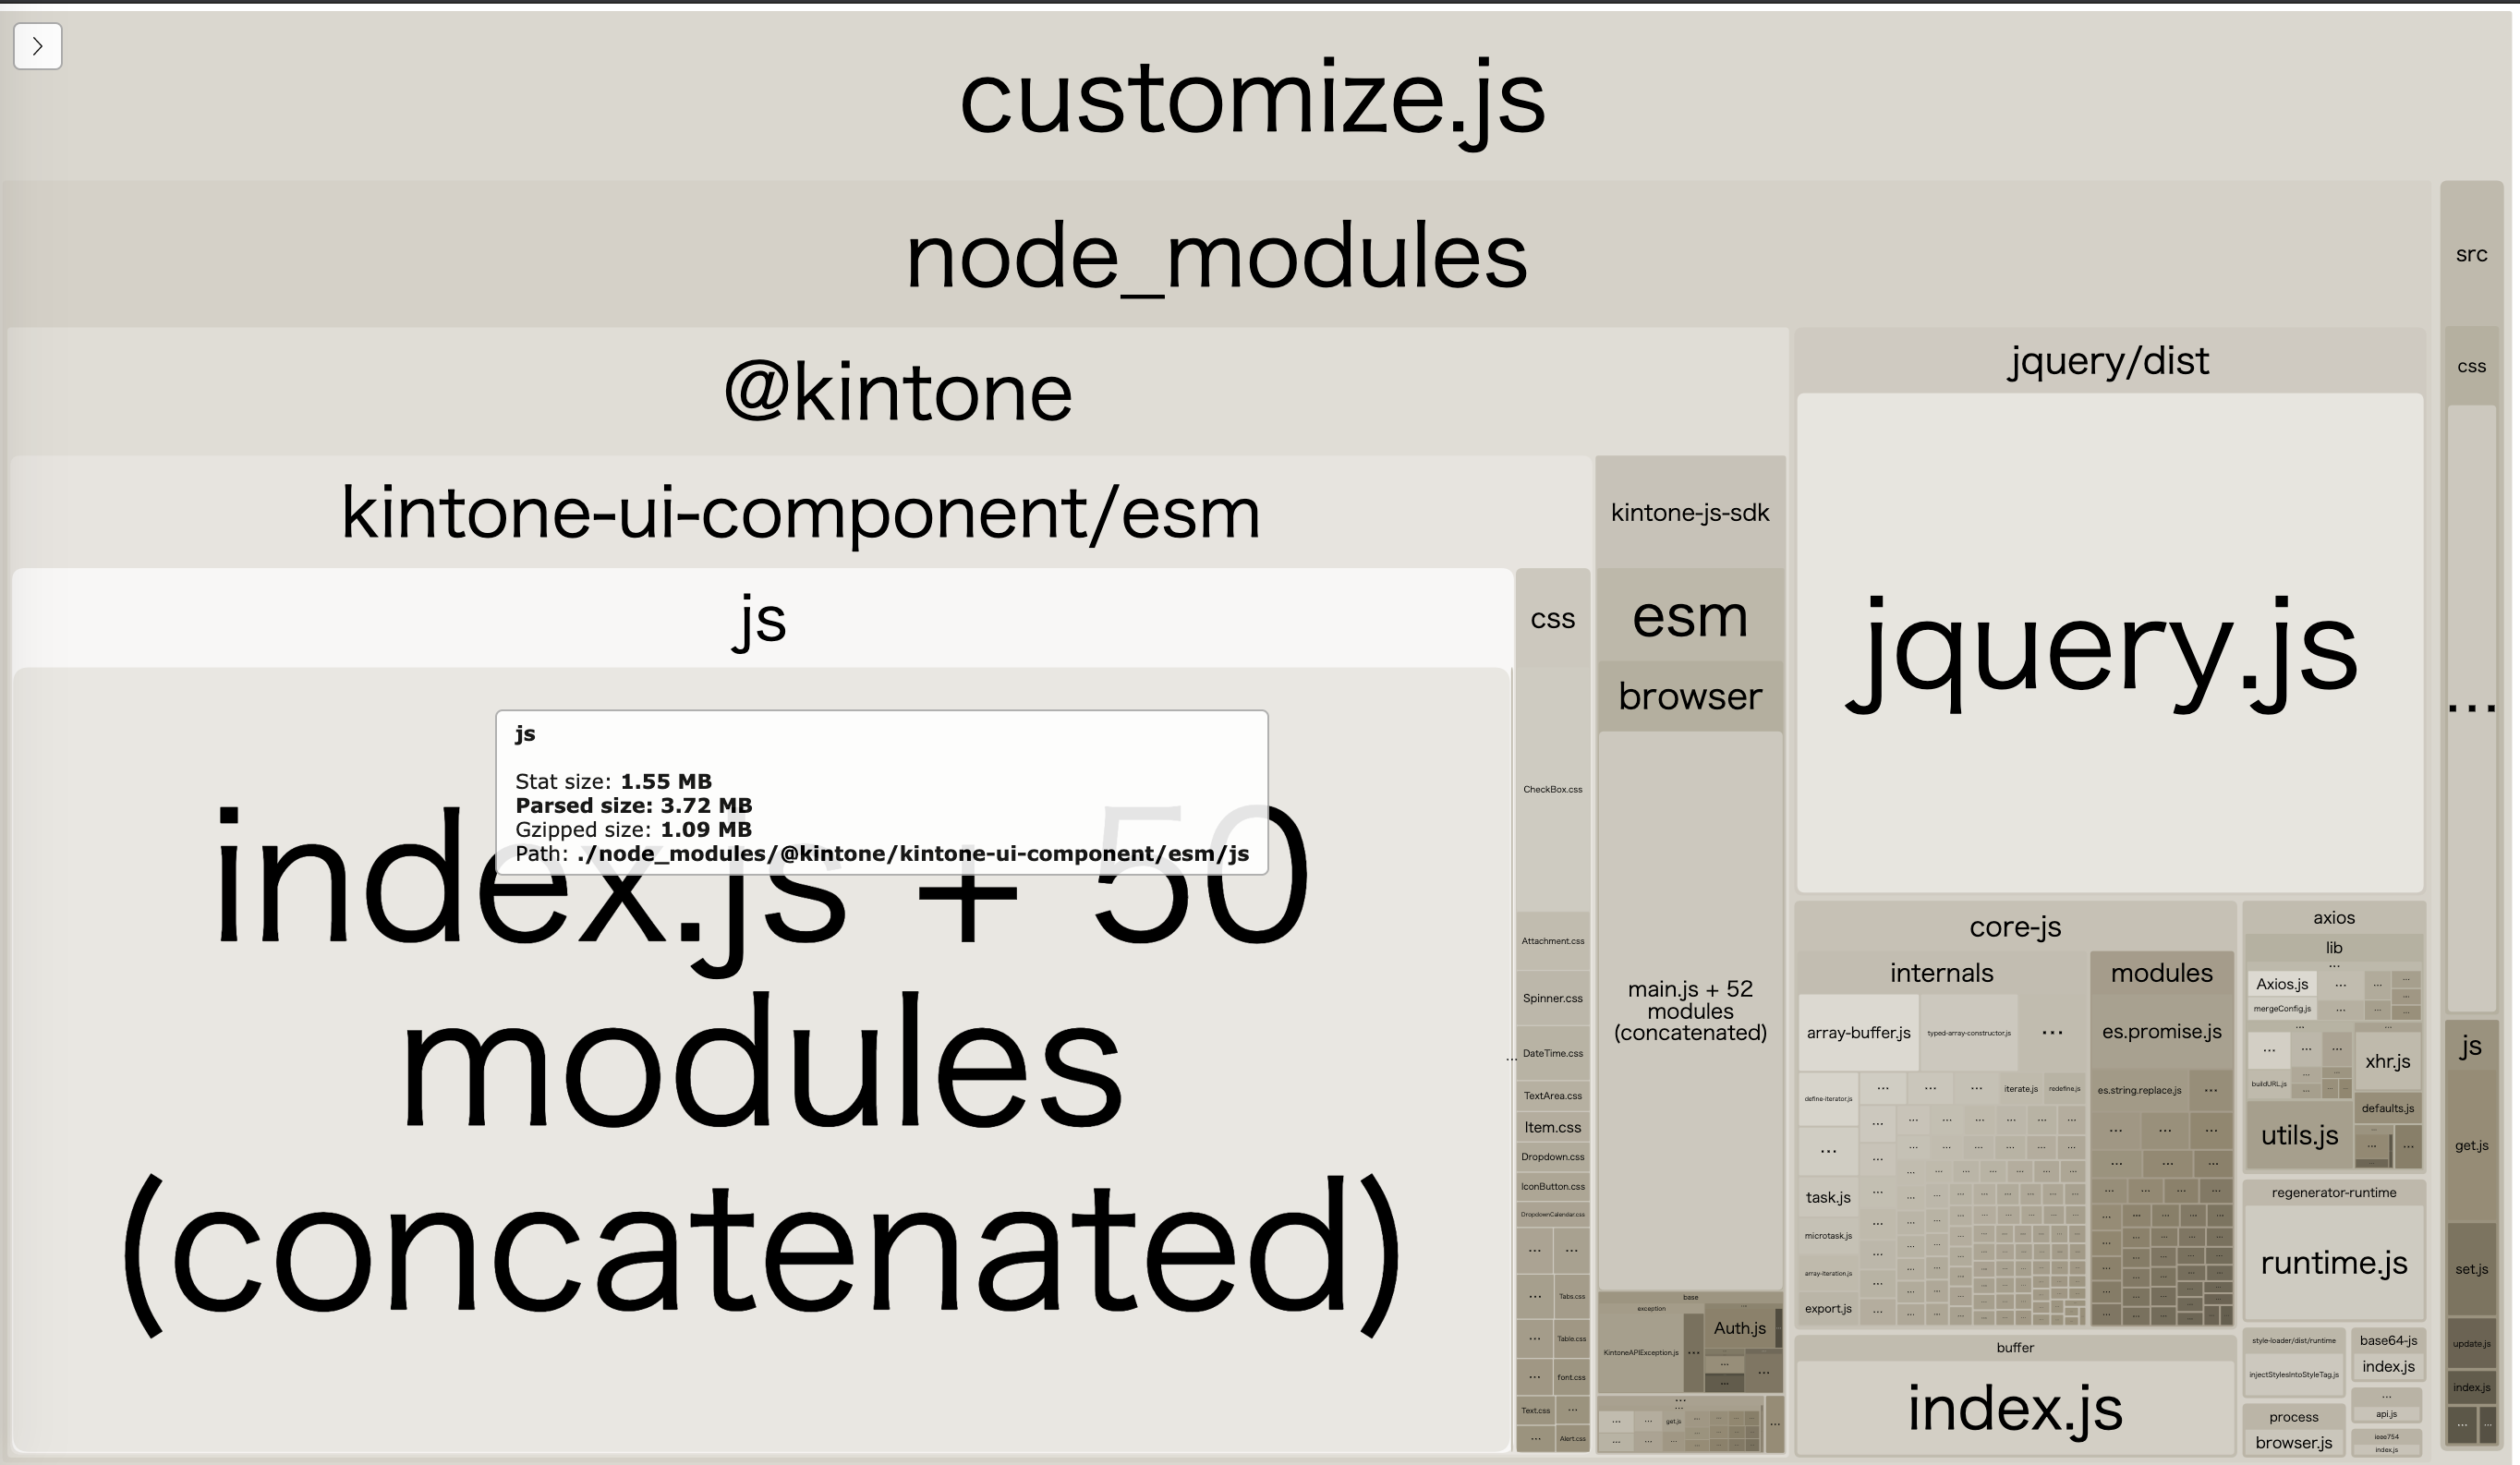 customize.js
node_modules
src
@kintone
jquery/dist
css
kintone-ui-component/esm
kintone-js-sdk
jquery.js
js
css
esm
browser
...
js
Stat size: 1.55 MB
Parsed size: 3.72 MB
Gzipped size: 1.09 MB
Path: ./node_modules/@kintone/kintone-ui-component/esm/js
index.js + 50
modules
(concatenated)
CheckBox.css
Attachment.css
Spinner.css
DateTime.css
TextArea.css
Item.css
Dropdown.css
IconButton.css
DropdownCalendar.css
Tabs.css
Table.css
font.css
Text.css
Alert.css
main.js + 52
modules
(concatenated)
base
exception
Auth.js
KintoneAPIException.js
get.js
core-js
internals
modules
array-buffer.js
typed-array-constructor.js
...
es.promise.js
define-iterator.js
iterate.js
redefine.js
es.string.replace.js
...
task.js
microtask.js
array-iteration.js
export.js
buffer
index.js
axios
lib
Axios.js
mergeConfig.js
xhr.js
buildURL.js
defaults.js
utils.js
regenerator-runtime
runtime.js
style-loader/dist/runtime
injectStylesIntoStyleTag.js
base64-js
index.js
api.js
process
browser.js
ieee754
index.js
js
get.js
set.js
update.js
index.js